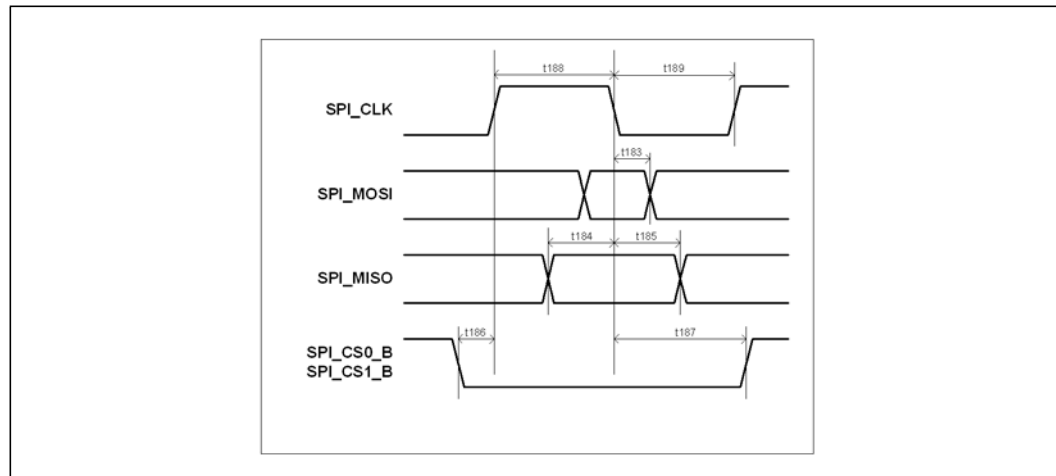 t188 t189
SPI_CLK
t183
SPI_MOSI
t184 t185
SPI_MISO
t186 t187
SPI_CS0_B
SPI_CS1_B